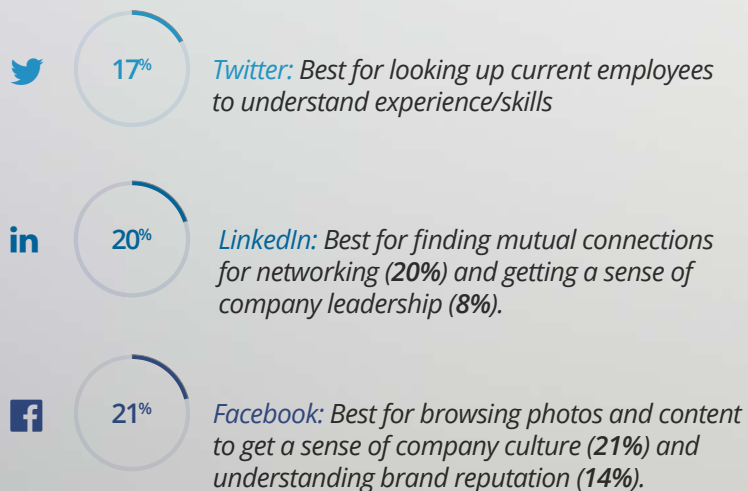 17%
Twitter: Best for looking up current employees
to understand experience/skills
in
20%
LinkedIn: Best for finding mutual connections
for networking (20%) and getting a sense of
company leadership (8%).
21%
Facebook: Best for browsing photos and content
to get a sense of company culture (21%) and
understanding brand reputation (14%).